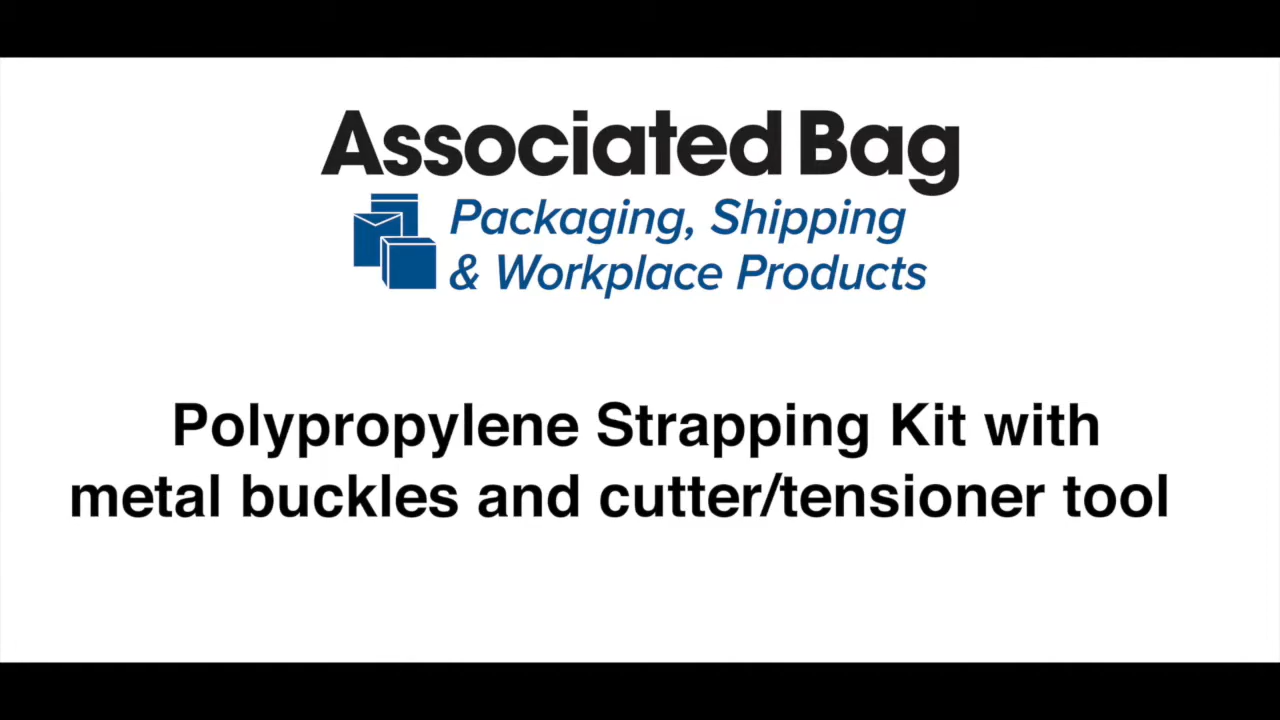 Associated Bag
Packaging, Shipping
& Workplace Products
Polypropylene Strapping Kit with
metal buckles and cutter/tensioner tool